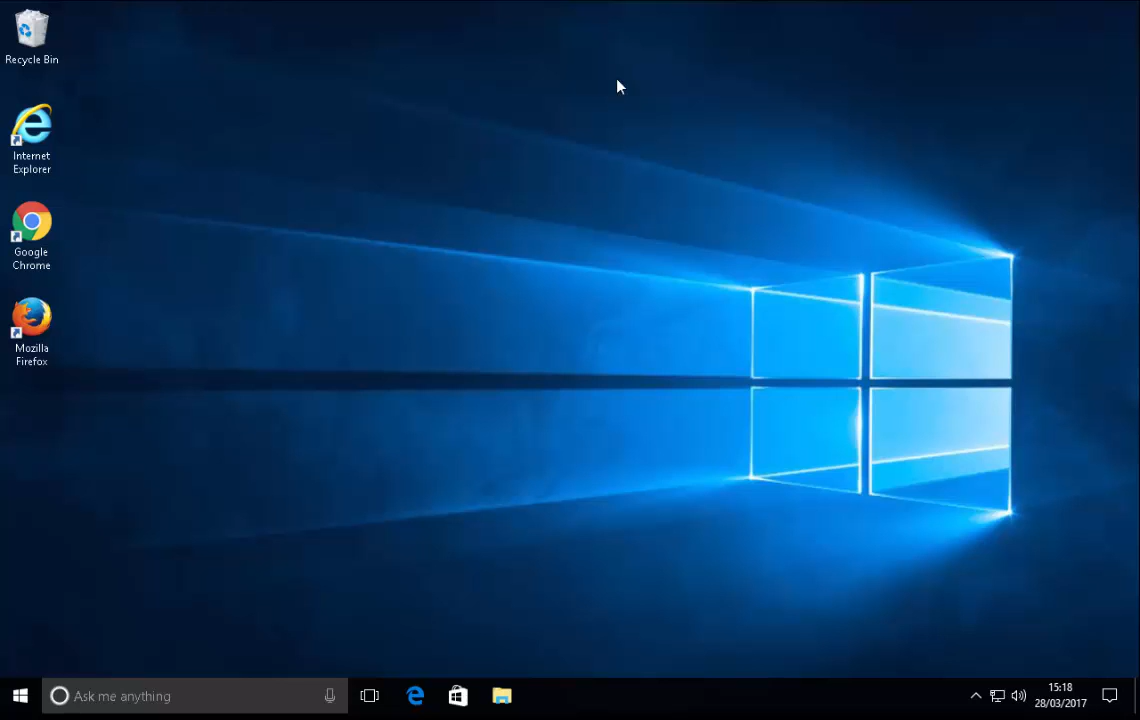 Recycle Bin
Internet
Explorer
Google
Chrome
Mozilla
Firefox
Ask me anything
15:18
28/03/2017